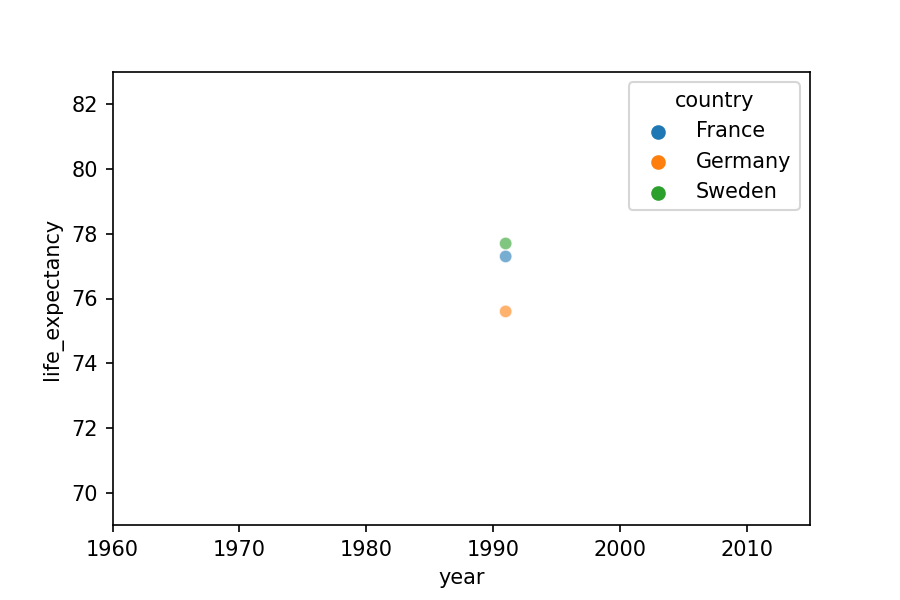 82
80
78
76
74
72
70
life_expectancy
country
France
Germany
Sweden
1960 1970 1980 1990 2000 2010
year